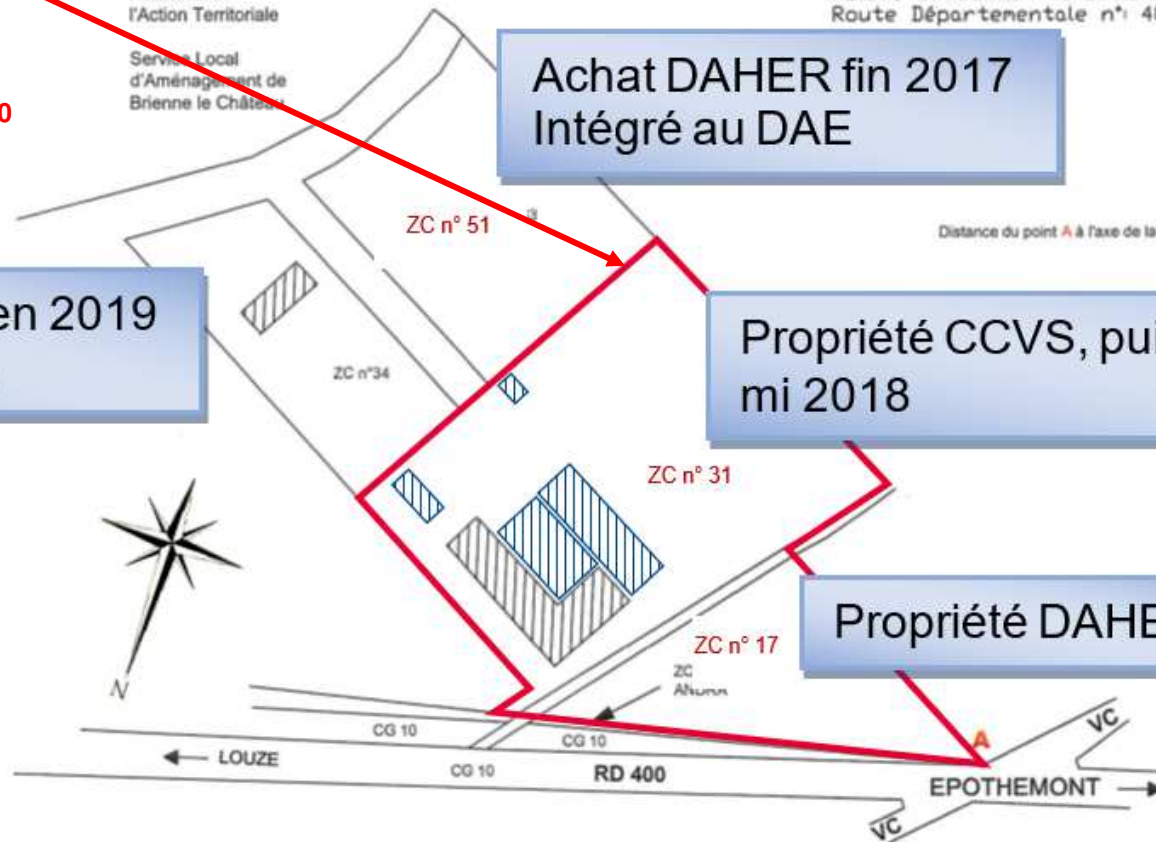 l'Action Territoriale
Route Départementale n°: 4
Service Local
d'Aménagement de
Brienne le Château
0
Achat DAHER fin 2017
Intégré au DAE
ZC n° 51
Distance du point A à l'axe de la
en 2019
ZC n°34
Propriété CCVS, pui
mi 2018
ZC n° 31
Propriété DAHE
ZC n° 17
ZC
N
CG 10
CG 10
VC
A
LOUZE
CG 10
RD 400
EPOTHEMONT
VC